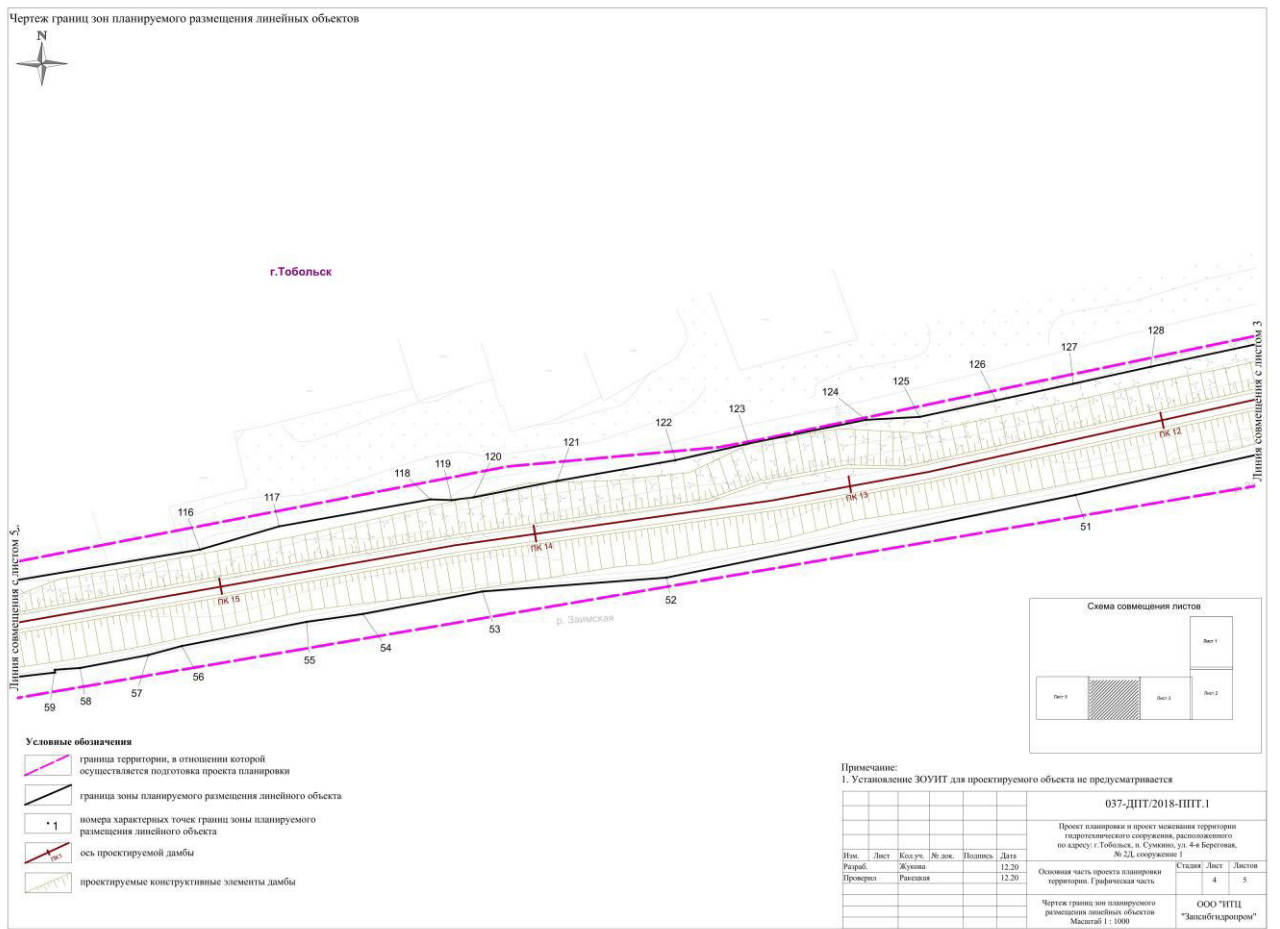 Чертеж границ зон планируемого размещения линейных объектов
N
г.Тобольск
Линия совмещения с листом 3
128
127
126
125
124
123
122
121
120
119
118
117
116
ПК 12
ПК 13
ПК 14
ПК 15
Линия совмещения с листом 5
51
52
53
54
55
56
57
58
59
р. Заимская
Схема совмещения листов
Лист 1
Лист 2
Лист 3
Лист 5
Условные обозначения
граница территории, в отношении которой
осуществляется подготовка проекта планировки
граница зоны планируемого размещения линейного объекта
1
номера характерных точек границ зоны планируемого
размещения линейного объекта
ПК1
ось проектируемой дамбы
проектируемые конструктивные элементы дамбы
Примечание:
1. Установление ЗОУИТ для проектируемого объекта не предусматривается
037-ДПТ/2018-ППТ.1
Проект планировки и проект межевания территории
гидротехнического сооружения, расположенного
по адресу: г.Тобольск, п. Сумкино, ул. 4-я Береговая,
№ 2Д, сооружение 1
Изм. Лист Кол.уч. № док. Подпись Дата
Разраб. Жукова 12.20
Проверил Ракецкая 12.20
Основная часть проекта планировки
территории. Графическая часть
Стадия Лист Листов
4 5
Чертеж границ зон планируемого
размещения линейных объектов
Масштаб 1 : 1000
ООО "ИТЦ
"Запсибгидропром"